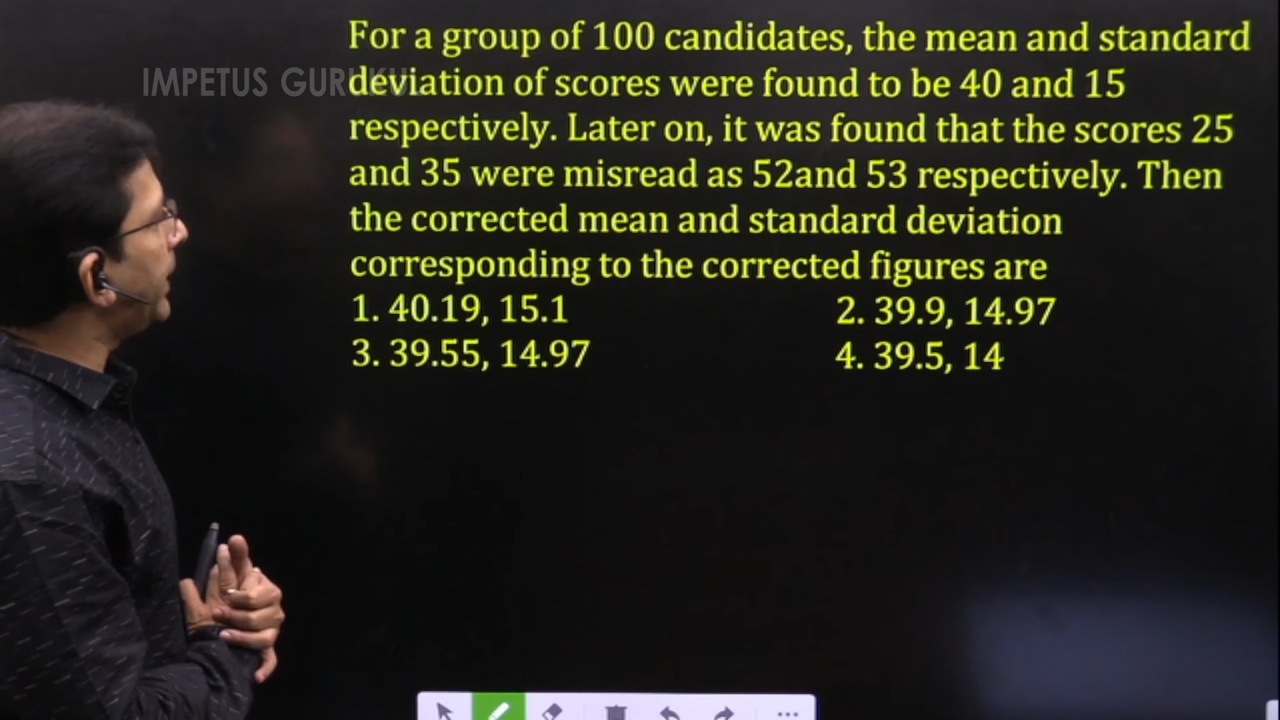 For a group of 100 candidates, the mean and standard
IMPETUS GURUKUL
deviation of scores were found to be 40 and 15
respectively. Later on, it was found that the scores 25
and 35 were misread as 52and 53 respectively. Then
the corrected mean and standard deviation
corresponding to the corrected figures are
1. 40.19, 15.1 2. 39.9, 14.97
3. 39.55, 14.97 4. 39.5, 14